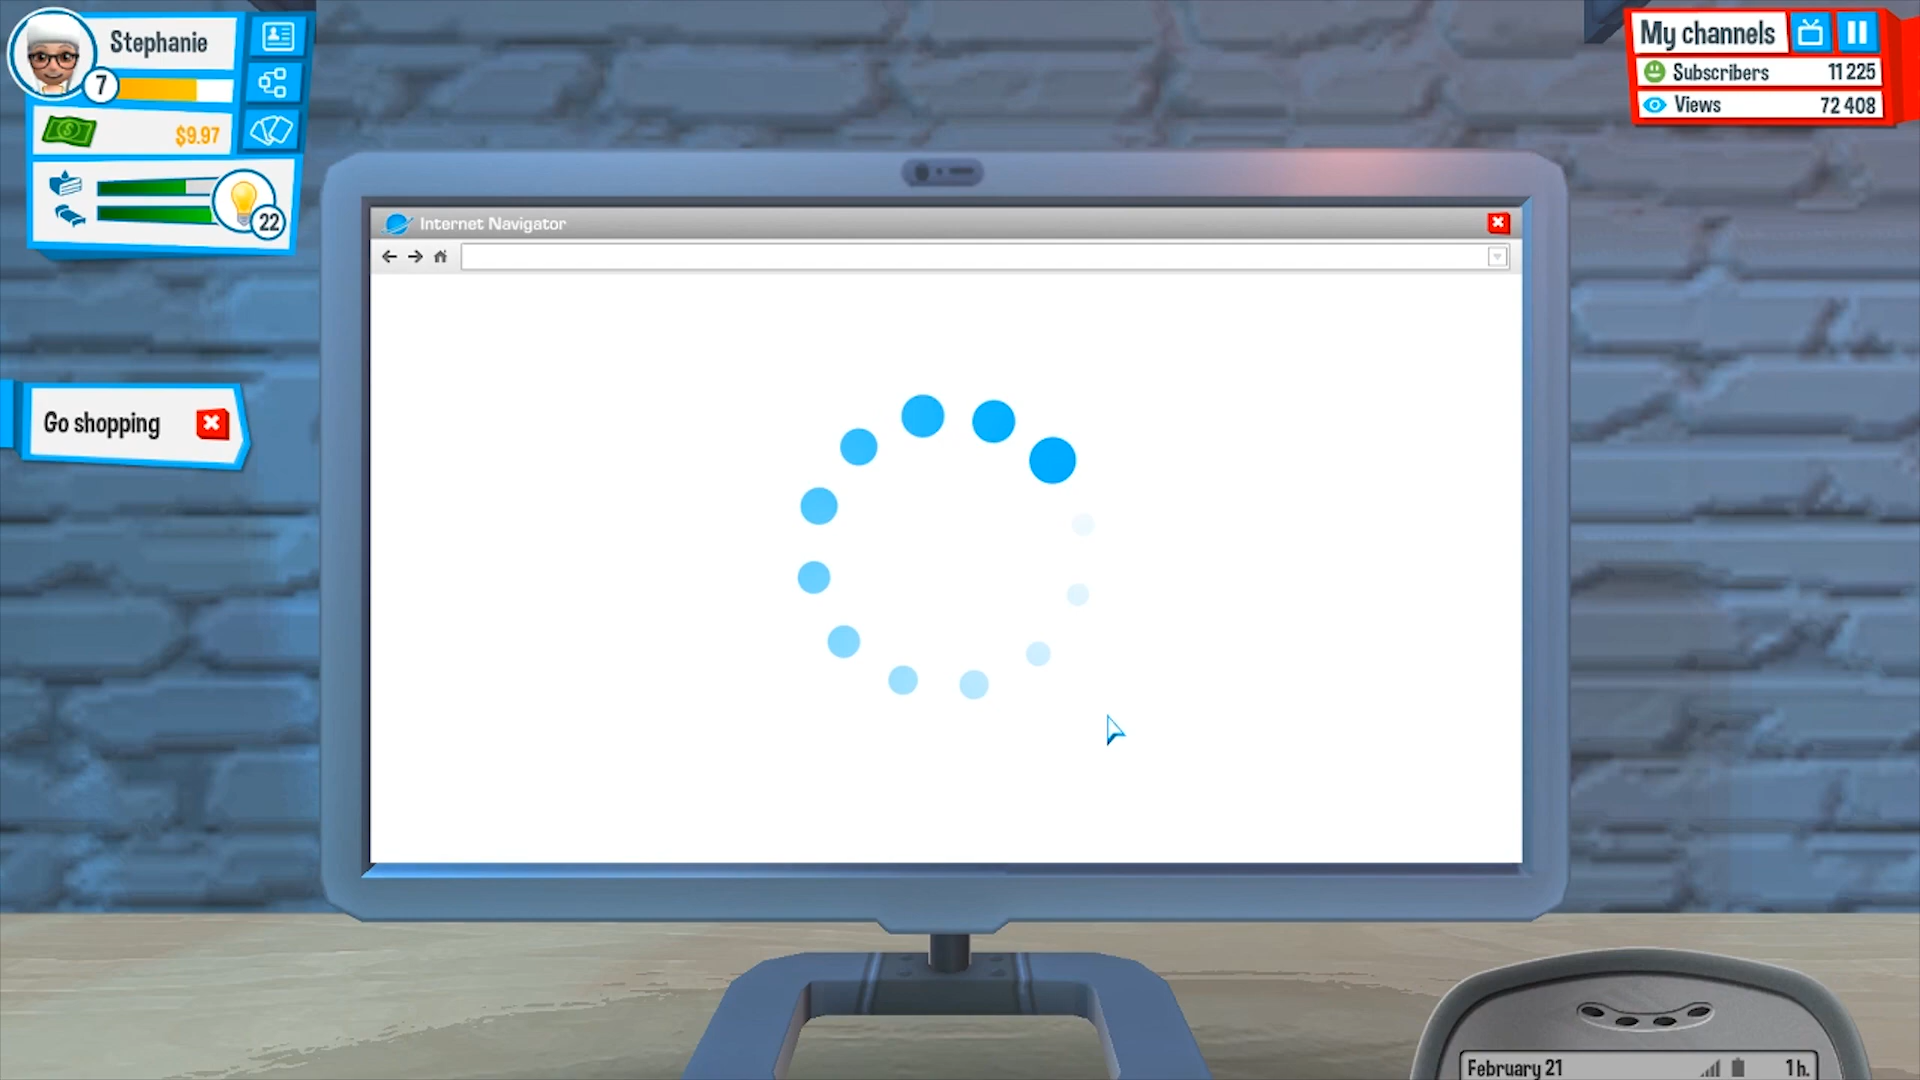 Stephanie
7
$9.97
22
My channels
Subscribers 11 225
Views 72 408
Internet Navigator
Go shopping
February 21 1 h.